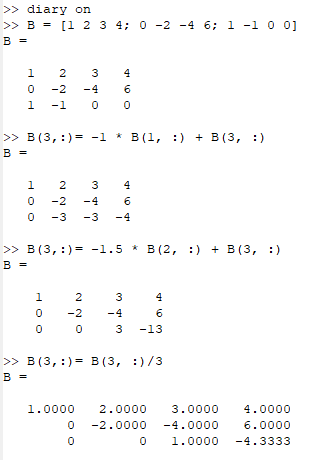 >> diary on
>> B = [1 2 3 4; 0 -2 -4 6; 1 -1 0 0]
B =
1 2 3 4
0 -2 -4 6
1 -1 0 0
>> B(3,:)= -1 * B(1, :) + B(3, :)
B =
1 2 3 4
0 -2 -4 6
0 -3 -3 -4
>> B(3,:)= -1.5 * B(2, :) + B(3, :)
B =
1 2 3 4
0 -2 -4 6
0 0 3 -13
>> B(3,:)= B(3, :)/3
B =
1.0000 2.0000 3.0000 4.0000
0 -2.0000 -4.0000 6.0000
0 0 1.0000 -4.3333